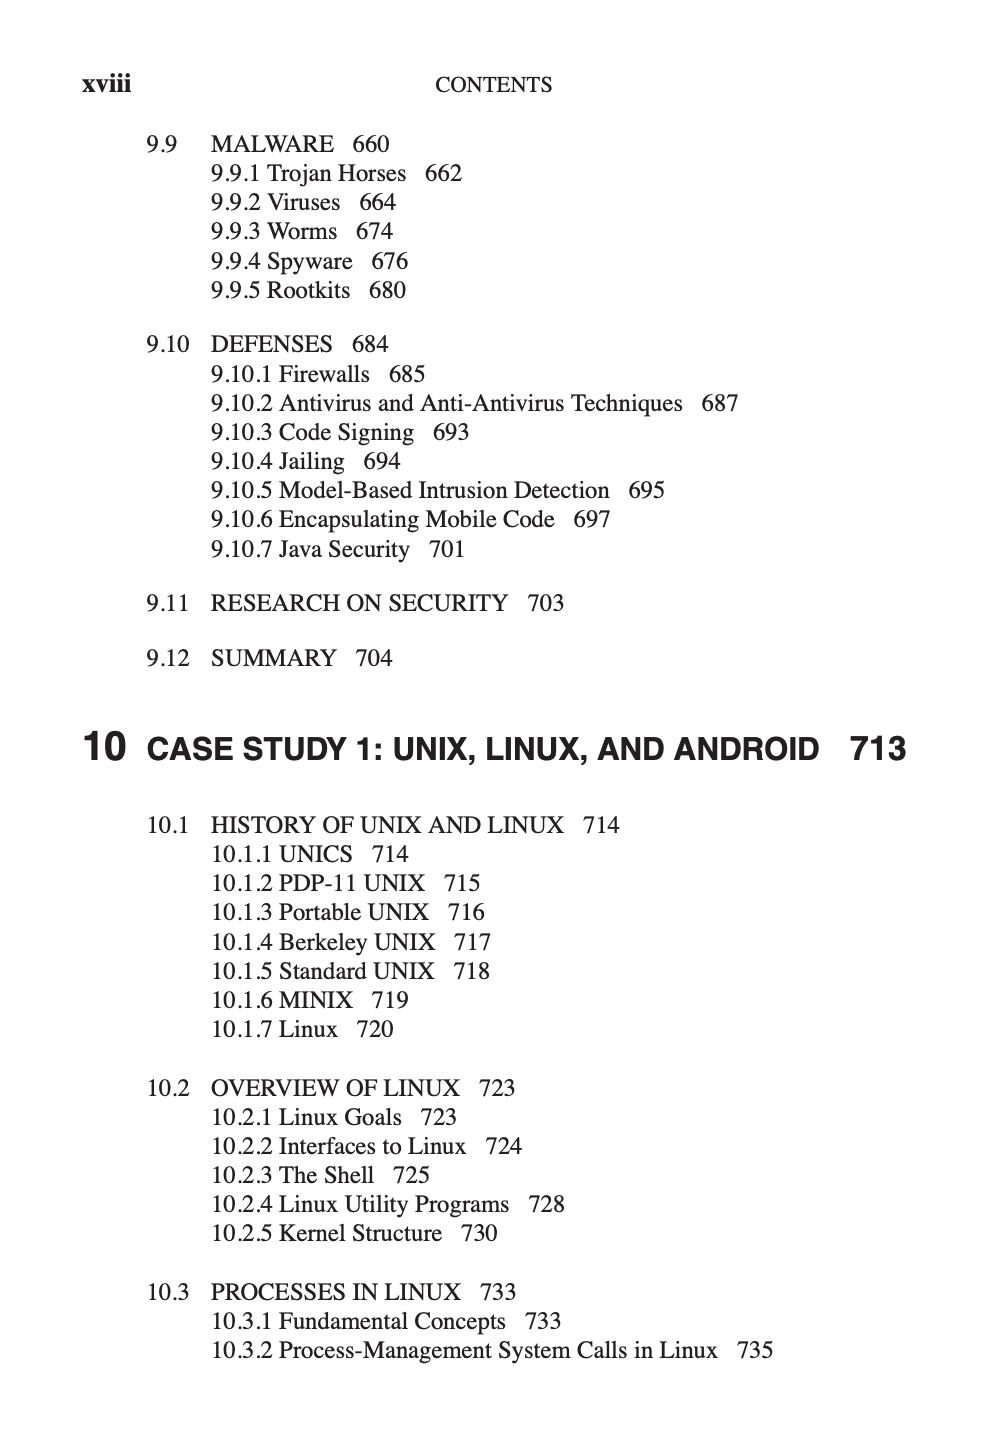 xviii CONTENTS
9.9 MALWARE 660
9.9.1 Trojan Horses 662
9.9.2 Viruses 664
9.9.3 Worms 674
9.9.4 Spyware 676
9.9.5 Rootkits 680
9.10 DEFENSES 684
9.10.1 Firewalls 685
9.10.2 Antivirus and Anti-Antivirus Techniques 687
9.10.3 Code Signing 693
9.10.4 Jailing 694
9.10.5 Model-Based Intrusion Detection 695
9.10.6 Encapsulating Mobile Code 697
9.10.7 Java Security 701
9.11 RESEARCH ON SECURITY 703
9.12 SUMMARY 704
10 CASE STUDY 1: UNIX, LINUX, AND ANDROID 713
10.1 HISTORY OF UNIX AND LINUX 714
10.1.1 UNICS 714
10.1.2 PDP-11 UNIX 715
10.1.3 Portable UNIX 716
10.1.4 Berkeley UNIX 717
10.1.5 Standard UNIX 718
10.1.6 MINIX 719
10.1.7 Linux 720
10.2 OVERVIEW OF LINUX 723
10.2.1 Linux Goals 723
10.2.2 Interfaces to Linux 724
10.2.3 The Shell 725
10.2.4 Linux Utility Programs 728
10.2.5 Kernel Structure 730
10.3 PROCESSES IN LINUX 733
10.3.1 Fundamental Concepts 733
10.3.2 Process-Management System Calls in Linux 735